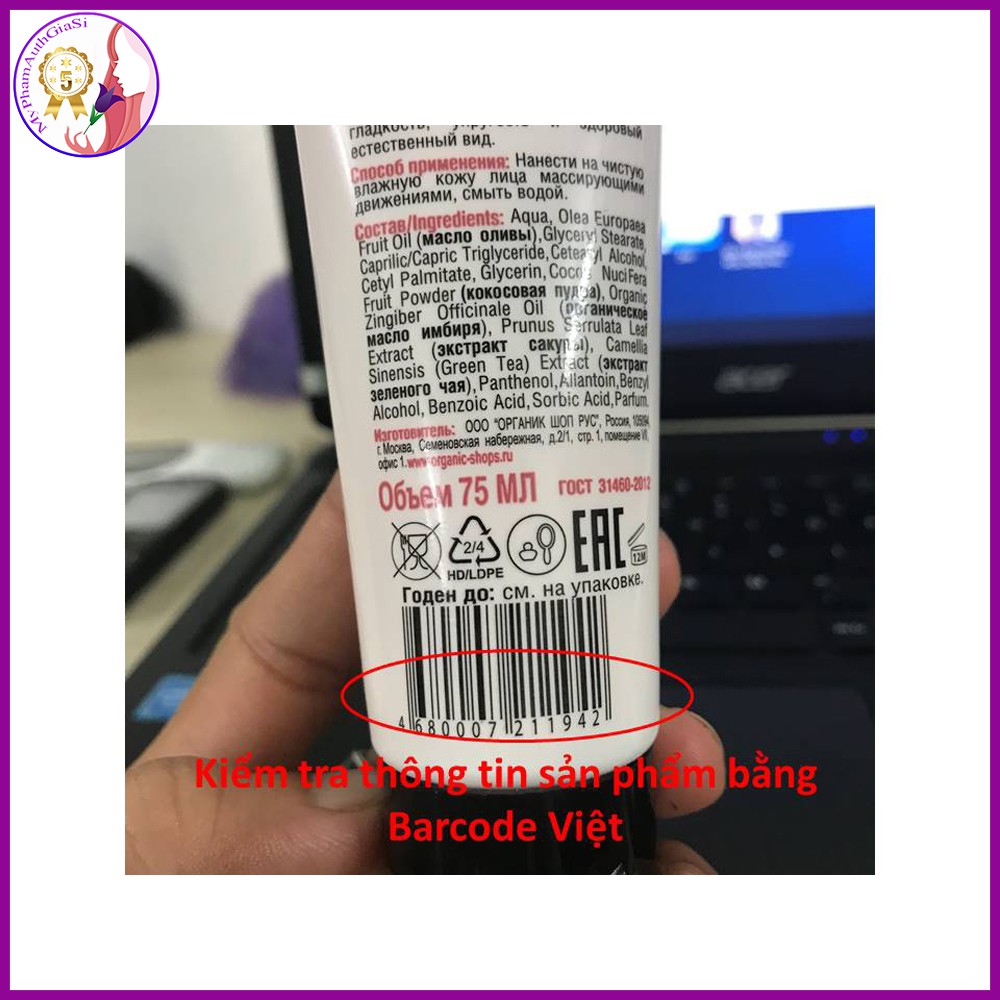 MyPhamAuthGiaSi
5
гладкость, упругость и здоровый
естественный вид.
Способ применения: Нанести на чистую
влажную кожу лица массирующими
движениями, смыть водой.
Состав/Ingredients: Aqua, Olea Europaea
Fruit Oil (масло оливы), Glyceryl Stearate,
Caprilic/Capric Triglyceride, Cetearyl Alcohol,
Cetyl Palmitate, Glycerin, Cocos NuciFera
Fruit Powder (кокосовая пудра), Organic
Zingiber Officinale Oil (органическое
масло имбиря), Prunus Serrulata Leaf
Extract (экстракт сакуры), Camellia
Sinensis (Green Tea) Extract (экстракт
зеленого чая), Panthenol, Allantoin, Benzyl
Alcohol, Benzoic Acid, Sorbic Acid, Parfum.
Изготовитель: ООО "ОРГАНИК ШОП РУС", Россия, 105094,
г. Москва, Семеновская набережная, д.2/1, стр. 1, помещение VII,
офис 1. www.organic-shops.ru
Объем 75 МЛ ГОСТ 31460-2012
2/4
HD/LDPE
EAC
12M
Годен до: см. на упаковке.
4 680007 211942
Kiểm tra thông tin sản phẩm bằng
Barcode Việt
acer